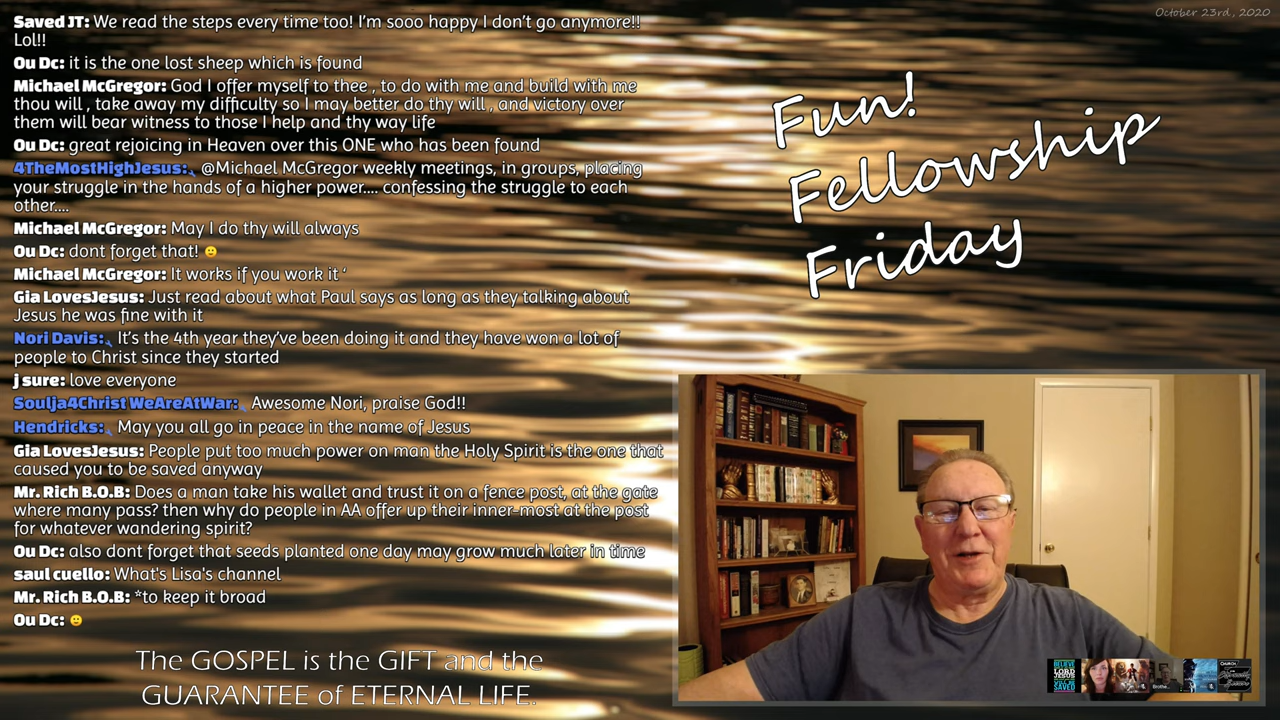 Saved JT: We read the steps every time too! I'm sooo happy I don't go anymore!!
Lol!!
Ou Dc: it is the one lost sheep which is found
Michael McGregor: God I offer myself to thee , to do with me and build with me
thou will , take away my difficulty so I may better do thy will , and victory over
them will bear witness to those I help and thy way life
Ou Dc: great rejoicing in Heaven over this ONE who has been found
4TheMostHighJesus: @Michael McGregor weekly meetings, in groups, placing
your struggle in the hands of a higher power.... confessing the struggle to each
other....
Michael McGregor: May I do thy will always
Ou Dc: dont forget that! 🙂
Michael McGregor: It works if you work it ‘
Gia LovesJesus: Just read about what Paul says as long as they talking about
Jesus he was fine with it
Nori Davis: It's the 4th year they've been doing it and they have won a lot of
people to Christ since they started
j sure: love everyone
Soulja4Christ WeAreAtWar: Awesome Nori, praise God!!
Hendricks: May you all go in peace in the name of Jesus
Gia LovesJesus: People put too much power on man the Holy Spirit is the one that
caused you to be saved anyway
Mr. Rich B.O.B: Does a man take his wallet and trust it on a fence post, at the gate
where many pass? then why do people in AA offer up their inner-most at the post
for whatever wandering spirit?
Ou Dc: also dont forget that seeds planted one day may grow much later in time
saul cuello: What's Lisa's channel
Mr. Rich B.O.B: *to keep it broad
Ou Dc: 🙂
The GOSPEL is the GIFT and the
GUARANTEE of ETERNAL LIFE.
October 23rd, 2020
Fun!
Fellowship
Friday
BELIEVE
LORD
JESUS
SAVED
CHURCH